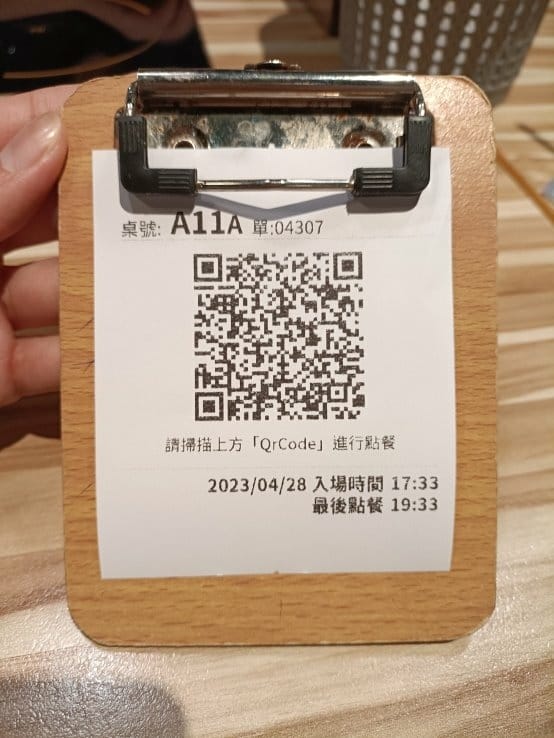 桌號: A11A 單:04307
請掃描上方「QrCode」進行點餐
2023/04/28 入場時間 17:33
最後點餐 19:33